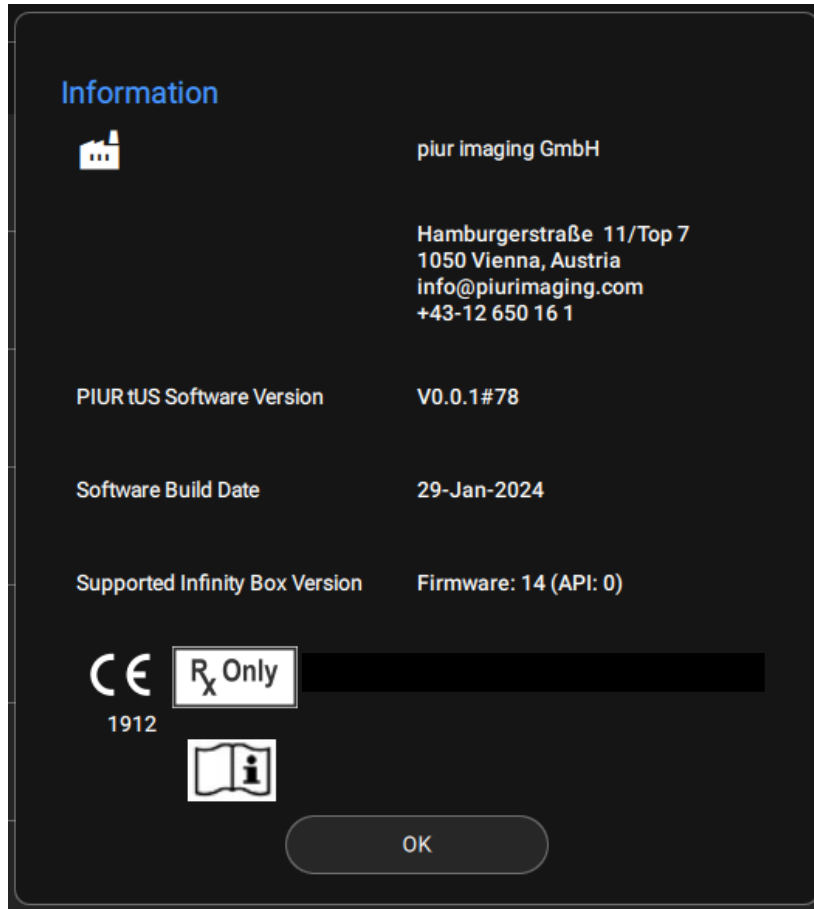 Information
piur imaging GmbH
Hamburgerstraße 11/Top 7
1050 Vienna, Austria
info@piurimaging.com
+43-12 650 16 1
PIUR tUS Software Version V0.0.1#78
Software Build Date 29-Jan-2024
Supported Infinity Box Version Firmware: 14 (API: 0)
CE Rx Only
1912
i
OK